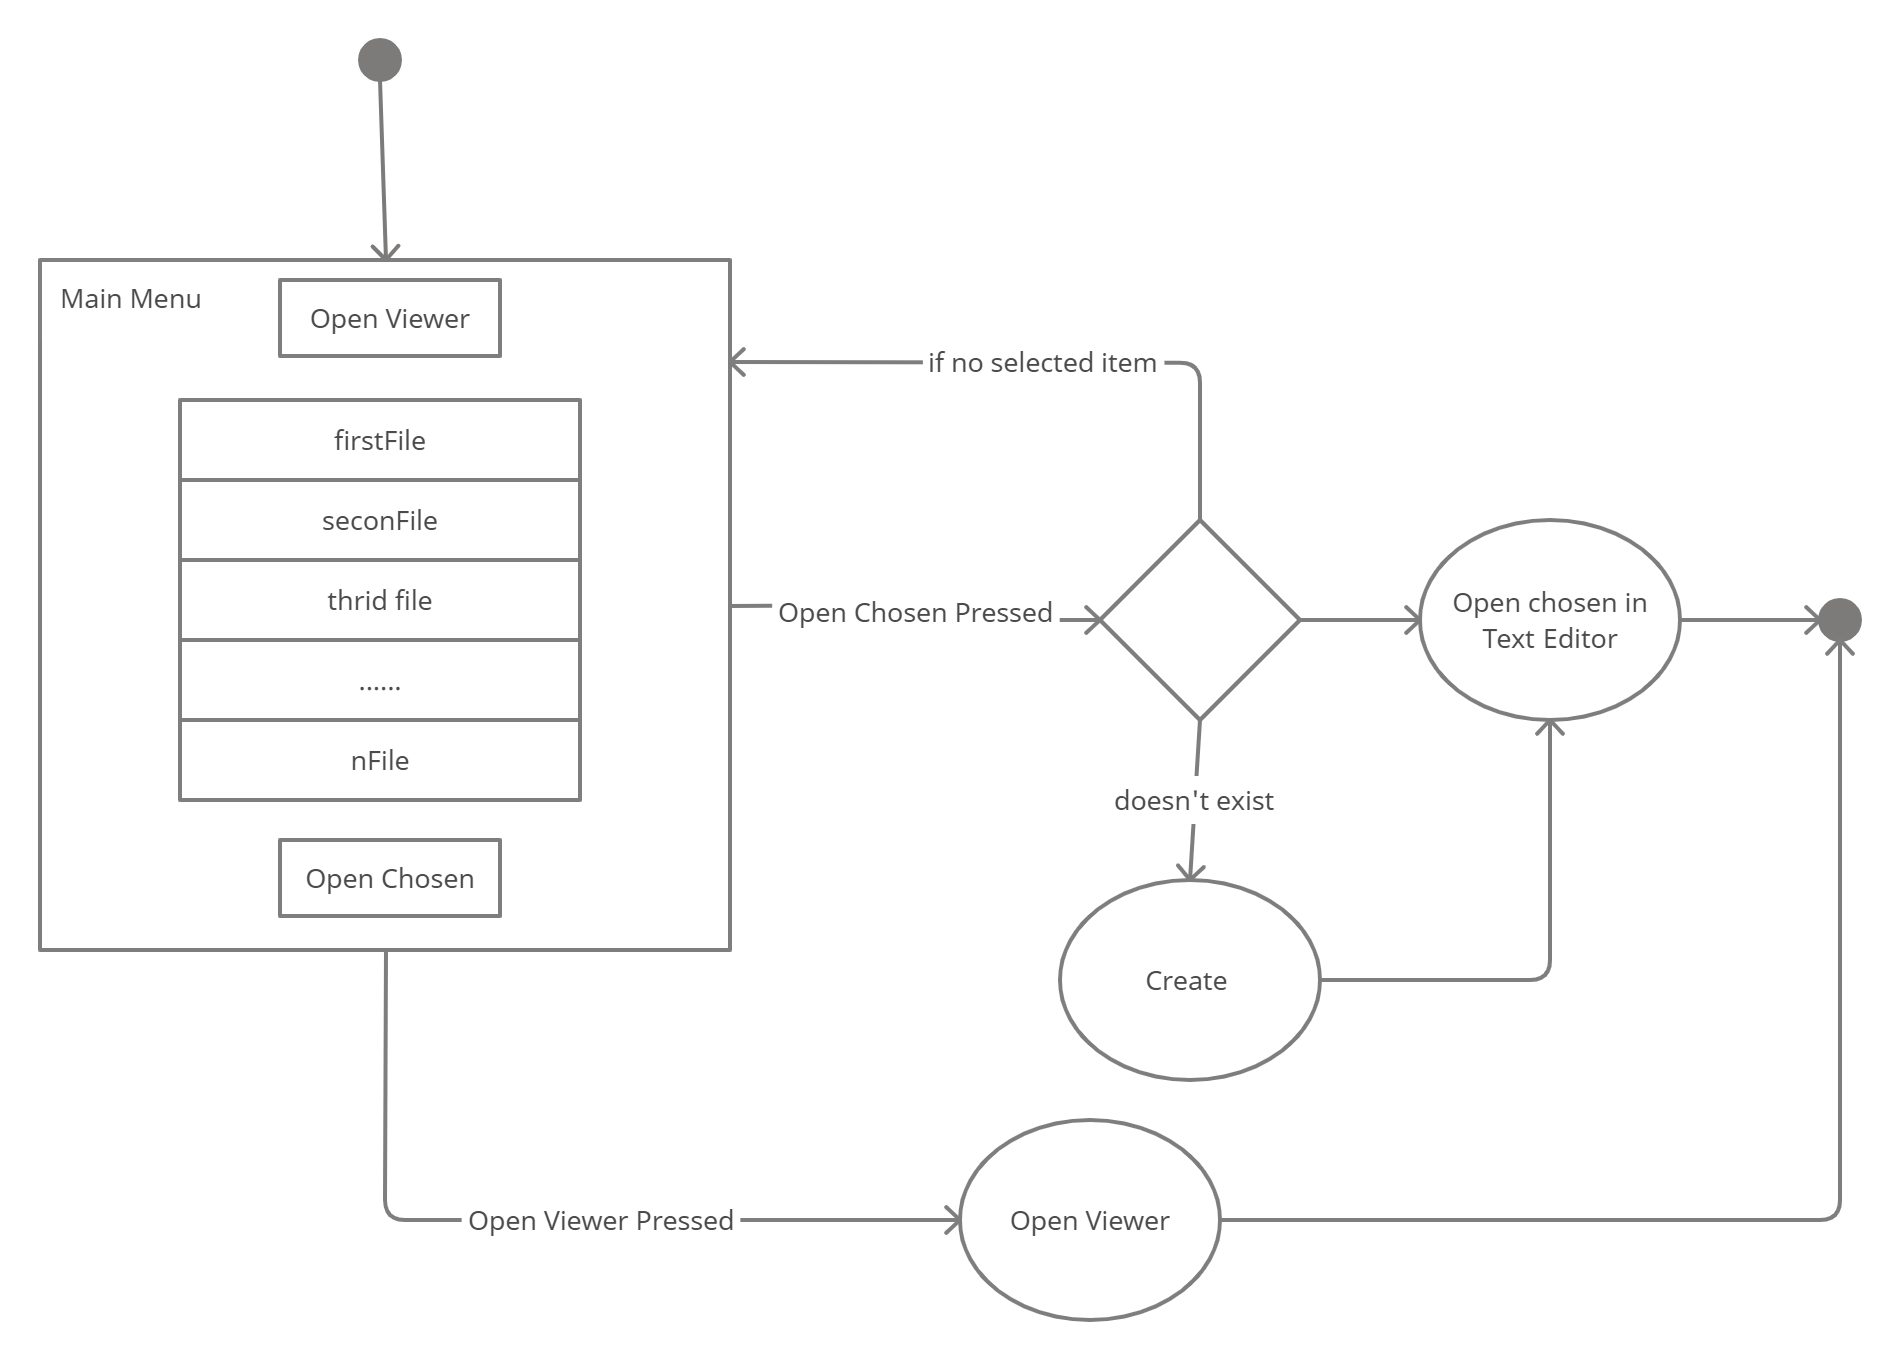 Main Menu
Open Viewer
firstFile
seconFile
thrid file
......
nFile
Open Chosen
if no selected item
Open Chosen Pressed
Open chosen in
Text Editor
doesn't exist
Create
Open Viewer Pressed
Open Viewer